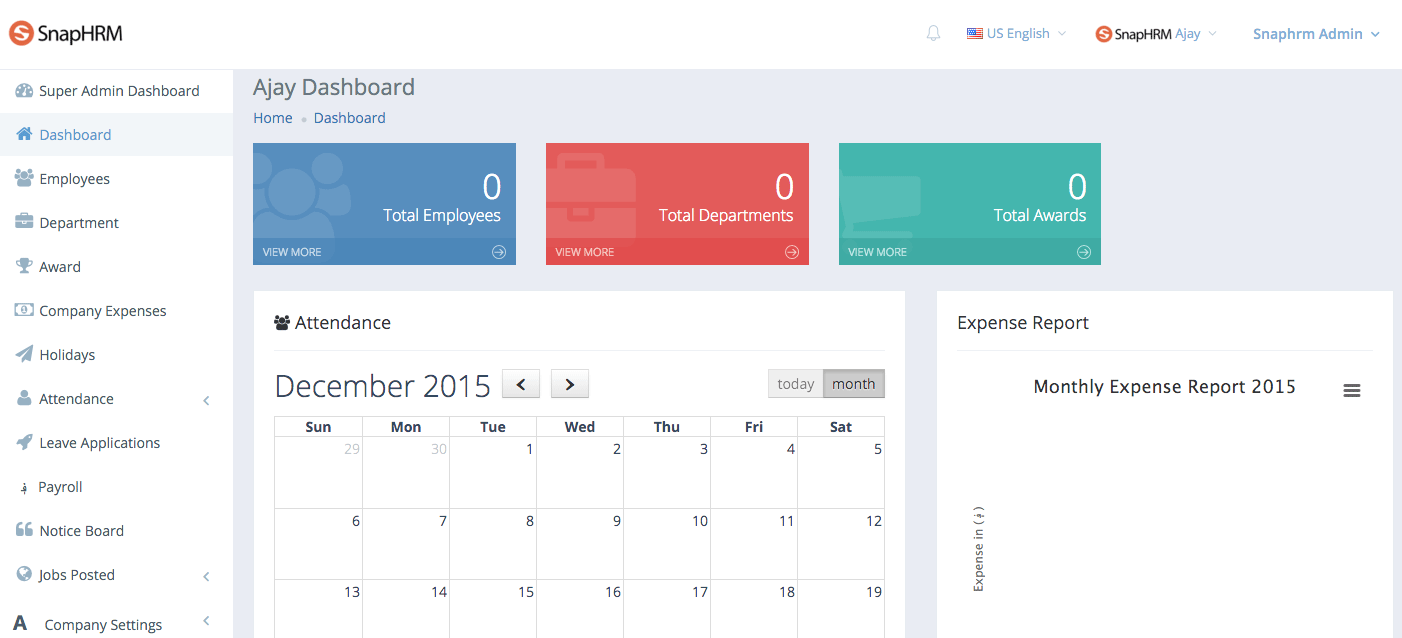 SnapHRM
US English
SnapHRM Ajay
Snaphrm Admin
Super Admin Dashboard
Dashboard
Employees
Department
Award
Company Expenses
Holidays
Attendance
Leave Applications
؋ Payroll
Notice Board
Jobs Posted
A Company Settings
Ajay Dashboard
Home Dashboard
0
Total Employees
VIEW MORE
0
Total Departments
VIEW MORE
0
Total Awards
VIEW MORE
Attendance
December 2015
today month
Sun Mon Tue Wed Thu Fri Sat
29 30 1 2 3 4 5
6 7 8 9 10 11 12
13 14 15 16 17 18 19
Expense Report
Monthly Expense Report 2015
Expense in (؋)